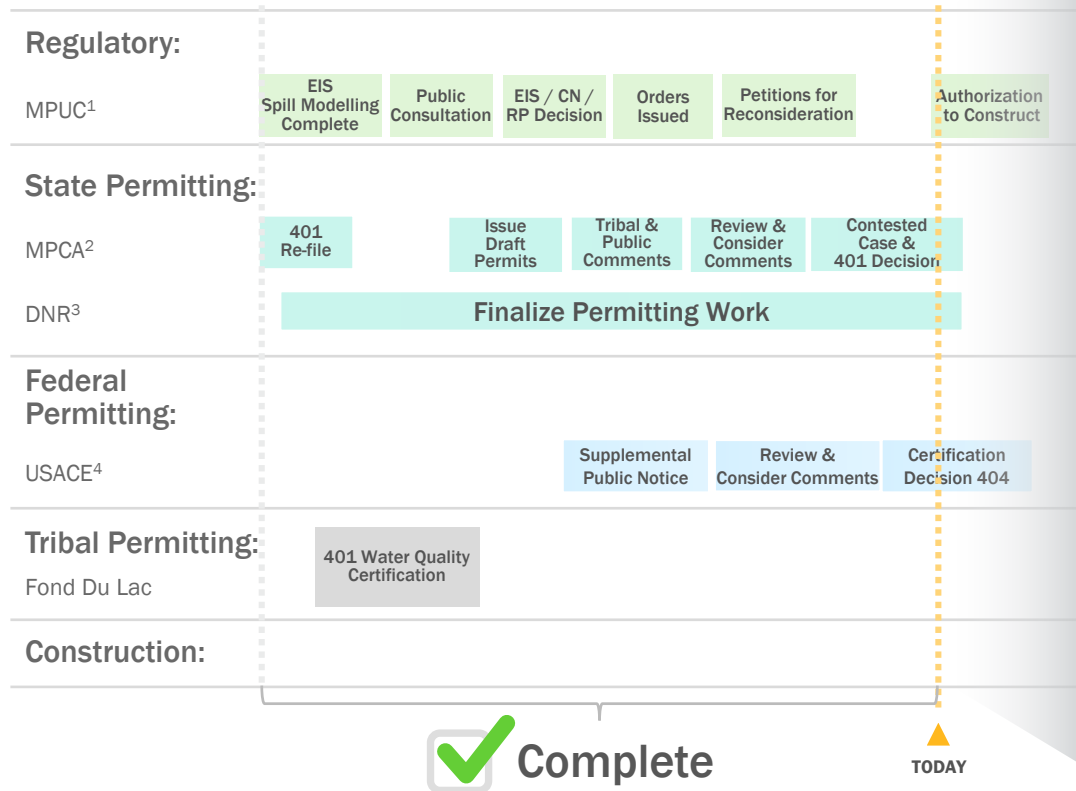 Regulatory:
MPUC¹
EIS
Spill Modelling
Complete
Public
Consultation
EIS / CN /
RP Decision
Orders
Issued
Petitions for
Reconsideration
Authorization
to Construct
State Permitting:
MPCA²
401
Re-file
Issue
Draft
Permits
Tribal &
Public
Comments
Review &
Consider
Comments
Contested
Case &
401 Decision
DNR³
Finalize Permitting Work
Federal
Permitting:
USACE⁴
Supplemental
Public Notice
Review &
Consider Comments
Certification
Decision 404
Tribal Permitting:
Fond Du Lac
401 Water Quality
Certification
Construction:
Complete
TODAY